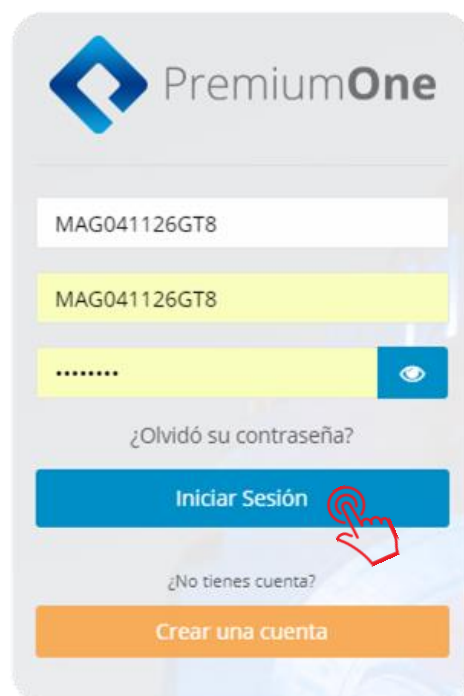 PremiumOne
MAG041126GT8
MAG041126GT8
••••••••
¿Olvidó su contraseña?
Iniciar Sesión
¿No tienes cuenta?
Crear una cuenta